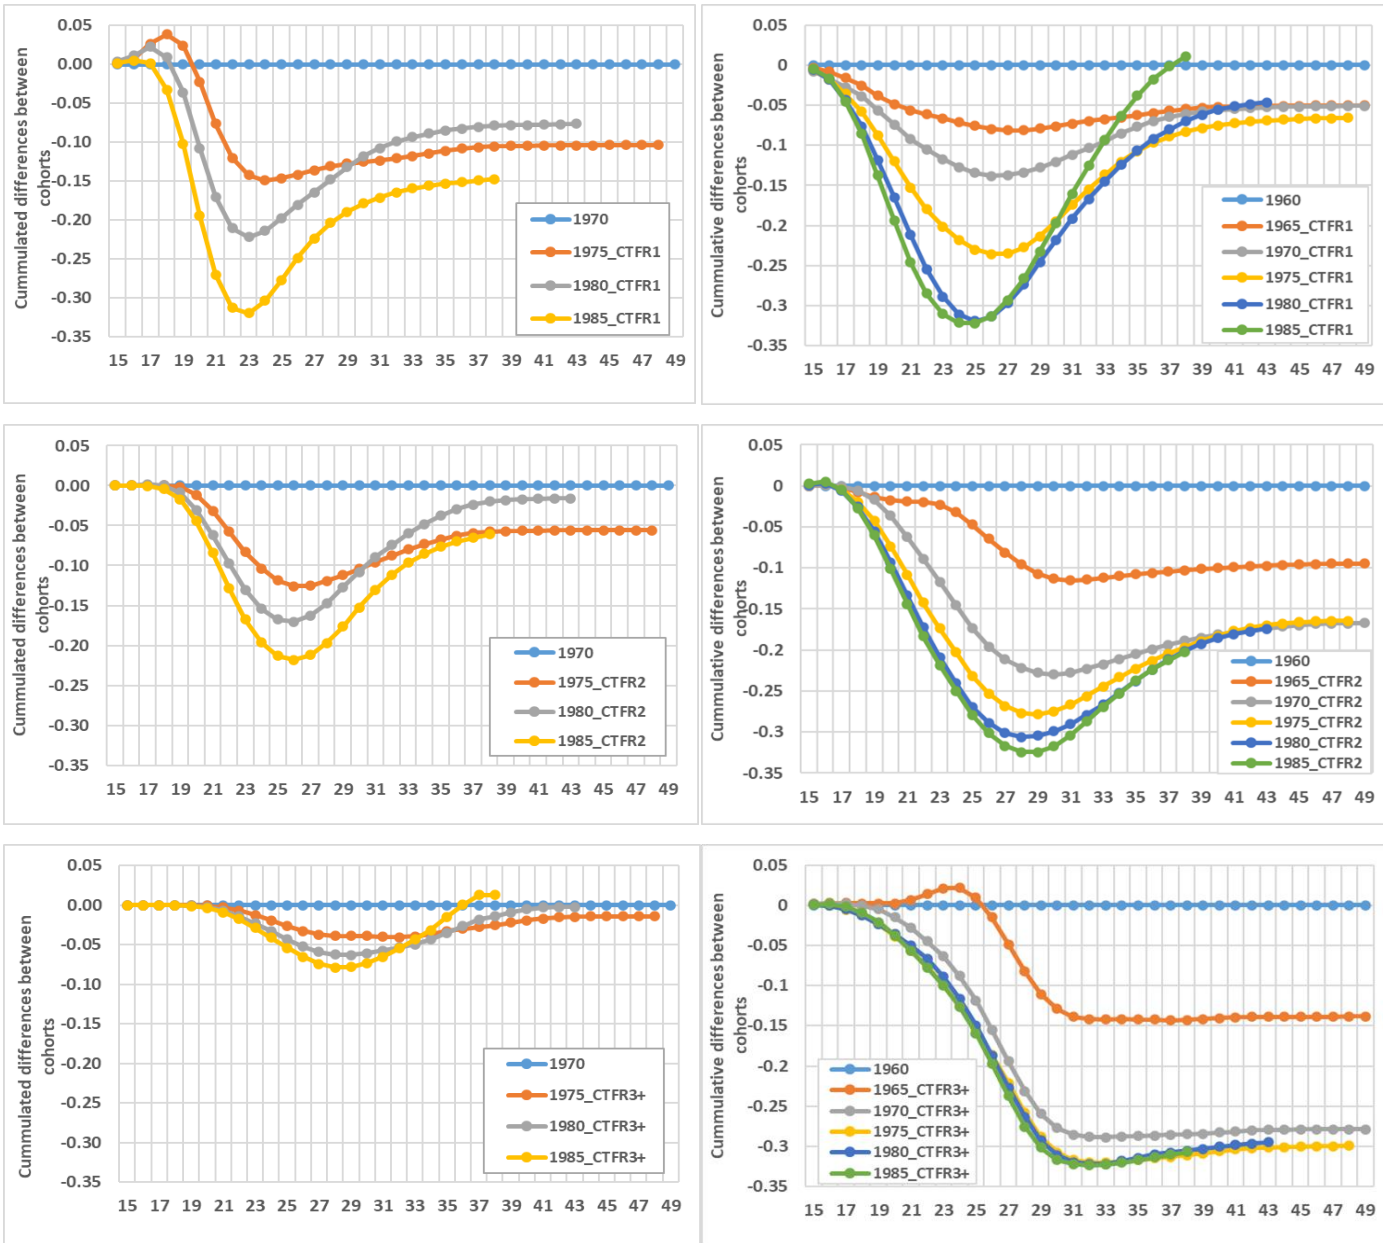 0.05
0.00
-0.05
-0.10
-0.15
-0.20
-0.25
-0.30
-0.35
Cummulated differences between
cohorts
1970
1975_CTFR1
1980_CTFR1
1985_CTFR1
15 17 19 21 23 25 27 29 31 33 35 37 39 41 43 45 47 49
0.05
0
-0.05
-0.1
-0.15
-0.2
-0.25
-0.3
-0.35
Cummulative differences between
cohorts
1960
1965_CTFR1
1970_CTFR1
1975_CTFR1
1980_CTFR1
1985_CTFR1
15 17 19 21 23 25 27 29 31 33 35 37 39 41 43 45 47 49
0.05
0.00
-0.05
-0.10
-0.15
-0.20
-0.25
-0.30
-0.35
Cummulated differences between
cohorts
1970
1975_CTFR2
1980_CTFR2
1985_CTFR2
15 17 19 21 23 25 27 29 31 33 35 37 39 41 43 45 47 49
0.05
0
-0.05
-0.1
-0.15
-0.2
-0.25
-0.3
-0.35
Cummulative differences between
cohorts
1960
1965_CTFR2
1970_CTFR2
1975_CTFR2
1980_CTFR2
1985_CTFR2
15 17 19 21 23 25 27 29 31 33 35 37 39 41 43 45 47 49
0.05
0.00
-0.05
-0.10
-0.15
-0.20
-0.25
-0.30
-0.35
Cummulated differences between
cohorts
1970
1975_CTFR3+
1980_CTFR3+
1985_CTFR3+
15 17 19 21 23 25 27 29 31 33 35 37 39 41 43 45 47 49
0.05
0
-0.05
-0.1
-0.15
-0.2
-0.25
-0.3
-0.35
Cummulative differences between
cohorts
1960
1965_CTFR3+
1970_CTFR3+
1975_CTFR3+
1980_CTFR3+
1985_CTFR3+
15 17 19 21 23 25 27 29 31 33 35 37 39 41 43 45 47 49